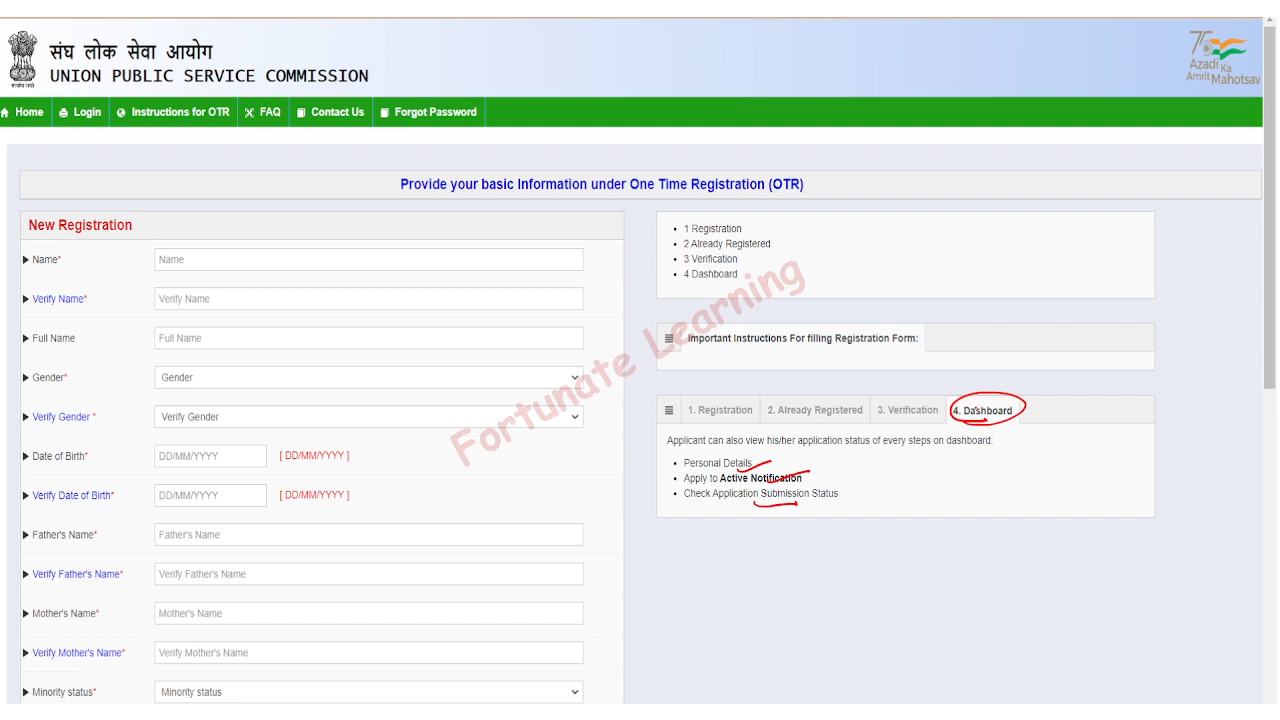 संघ लोक सेवा आयोग
UNION PUBLIC SERVICE COMMISSION
75
Azadi Ka
Amrit Mahotsav
Home Login Instructions for OTR FAQ Contact Us Forgot Password
Provide your basic Information under One Time Registration (OTR)
New Registration
Name* Name
Verify Name* Verify Name
Full Name Full Name
Gender* Gender
Verify Gender * Verify Gender
Date of Birth* DD/MM/YYYY [ DD/MM/YYYY ]
Verify Date of Birth* DD/MM/YYYY [ DD/MM/YYYY ]
Father's Name* Father's Name
Verify Father's Name* Verify Father's Name
Mother's Name* Mother's Name
Verify Mother's Name* Verify Mother's Name
Minority status* Minority status
1 Registration
2 Already Registered
3 Verification
4 Dashboard
Important Instructions For filling Registration Form:
1. Registration 2. Already Registered 3. Verification 4. Dashboard
Applicant can also view his/her application status of every steps on dashboard:
Personal Details
Apply to Active Notification
Check Application Submission Status
Fortunate Learning